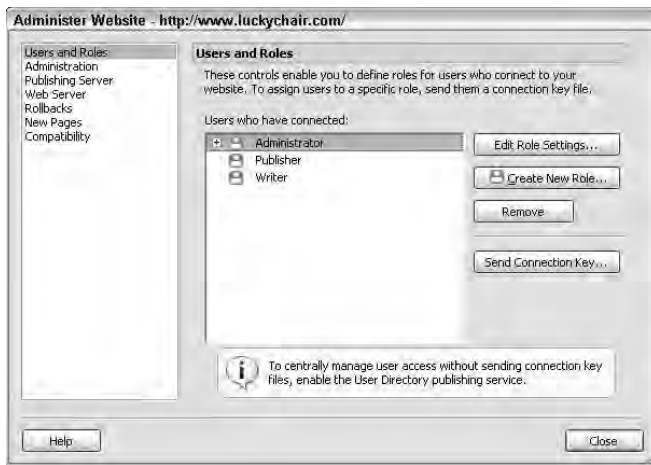 Administer Website - http://www.luckychair.com/
Users and Roles
Administration
Publishing Server
Web Server
Rollbacks
New Pages
Compatibility
Users and Roles
These controls enable you to define roles for users who connect to your
website. To assign users to a specific role, send them a connection key file.
Users who have connected:
Administrator
Publisher
Writer
Edit Role Settings...
Create New Role...
Remove
Send Connection Key...
To centrally manage user access without sending connection key
files, enable the User Directory publishing service.
Help
Close